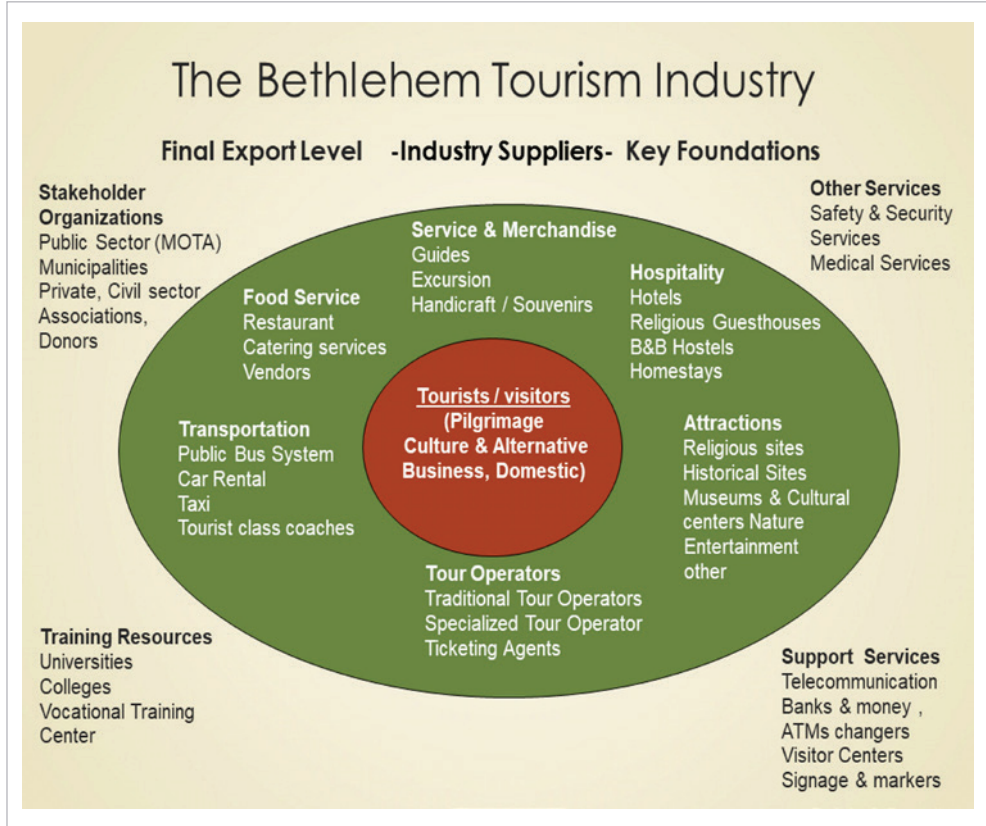 The Bethlehem Tourism Industry
Final Export Level -Industry Suppliers- Key Foundations
Stakeholder
Organizations
Public Sector (MOTA)
Municipalities
Private, Civil sector
Associations,
Donors
Other Services
Safety & Security
Services
Medical Services
Service & Merchandise
Guides
Excursion
Handicraft / Souvenirs
Food Service
Restaurant
Catering services
Vendors
Hospitality
Hotels
Religious Guesthouses
B&B Hostels
Homestays
Tourists / visitors
(Pilgrimage
Culture & Alternative
Business, Domestic)
Transportation
Public Bus System
Car Rental
Taxi
Tourist class coaches
Attractions
Religious sites
Historical Sites
Museums & Cultural
centers Nature
Entertainment
other
Tour Operators
Traditional Tour Operators
Specialized Tour Operator
Ticketing Agents
Training Resources
Universities
Colleges
Vocational Training
Center
Support Services
Telecommunication
Banks & money ,
ATMs changers
Visitor Centers
Signage & markers